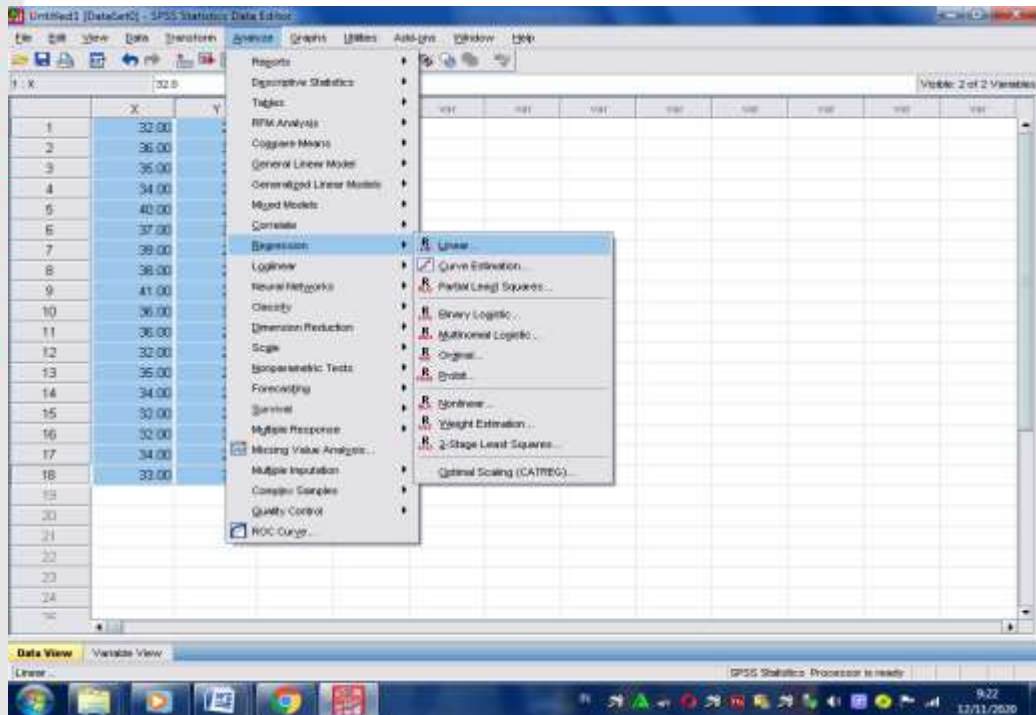 Untitled1 [DataSet0] - SPSS Statistics Data Editor
File Edit View Data Transform Analyze Graphs Utilities Add-ons Window Help
1 : X 32.0 Visible: 2 of 2 Variables
X Y var var var var var var var
1 32.00
2 36.00
3 35.00
4 34.00
5 40.00
6 37.00
7 39.00
8 38.00
9 41.00
10 36.00
11 36.00
12 32.00
13 35.00
14 34.00
15 32.00
16 32.00
17 34.00
18 33.00
19
20
21
22
23
24
Reports
Descriptive Statistics
Tables
RFM Analysis
Compare Means
General Linear Model
Generalized Linear Models
Mixed Models
Correlate
Regression
Loglinear
Neural Networks
Classify
Dimension Reduction
Scale
Nonparametric Tests
Forecasting
Survival
Multiple Response
Missing Value Analysis...
Multiple Imputation
Complex Samples
Quality Control
ROC Curve...
Linear...
Curve Estimation...
Partial Least Squares...
Binary Logistic...
Multinomial Logistic...
Ordinal...
Probit...
Nonlinear...
Weight Estimation...
2-Stage Least Squares...
Optimal Scaling (CATREG)...
Data View Variable View
Linear... SPSS Statistics Processor is ready
9:22
12/11/2020